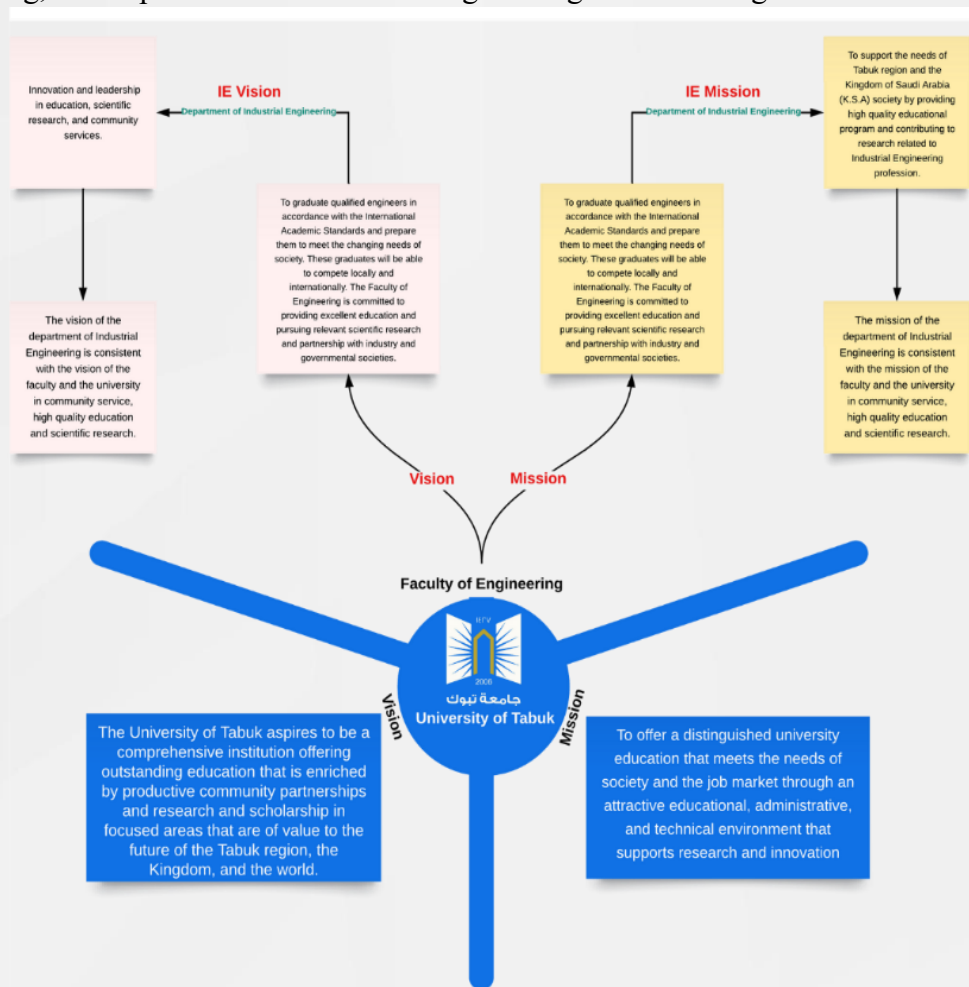 Innovation and leadership
in education, scientific
research, and community
services.
IE Vision
Department of Industrial Engineering
IE Mission
Department of Industrial Engineering
To support the needs of
Tabuk region and the
Kingdom of Saudi Arabia
(K.S.A) society by providing
high quality educational
program and contributing to
research related to
Industrial Engineering
profession.
To graduate qualified engineers in
accordance with the International
Academic Standards and prepare
them to meet the changing needs of
society. These graduates will be able
to compete locally and
internationally. The Faculty of
Engineering is committed to
providing excellent education and
pursuing relevant scientific research
and partnership with industry and
governmental societies.
To graduate qualified engineers in
accordance with the International
Academic Standards and prepare
them to meet the changing needs of
society. These graduates will be able
to compete locally and
internationally. The Faculty of
Engineering is committed to
providing excellent education and
pursuing relevant scientific research
and partnership with industry and
governmental societies.
The vision of the
department of Industrial
Engineering is consistent
with the vision of the
faculty and the university
in community service,
high quality education
and scientific research.
The mission of the
department of Industrial
Engineering is consistent
with the mission of the
faculty and the university
in community service,
high quality education
and scientific research.
Vision
Mission
Faculty of Engineering
2006
جامعة تبوك
University of Tabuk
Vision
Mission
The University of Tabuk aspires to be a
comprehensive institution offering
outstanding education that is enriched
by productive community partnerships
and research and scholarship in
focused areas that are of value to the
future of the Tabuk region, the
Kingdom, and the world.
To offer a distinguished university
education that meets the needs of
society and the job market through an
attractive educational, administrative,
and technical environment that
supports research and innovation